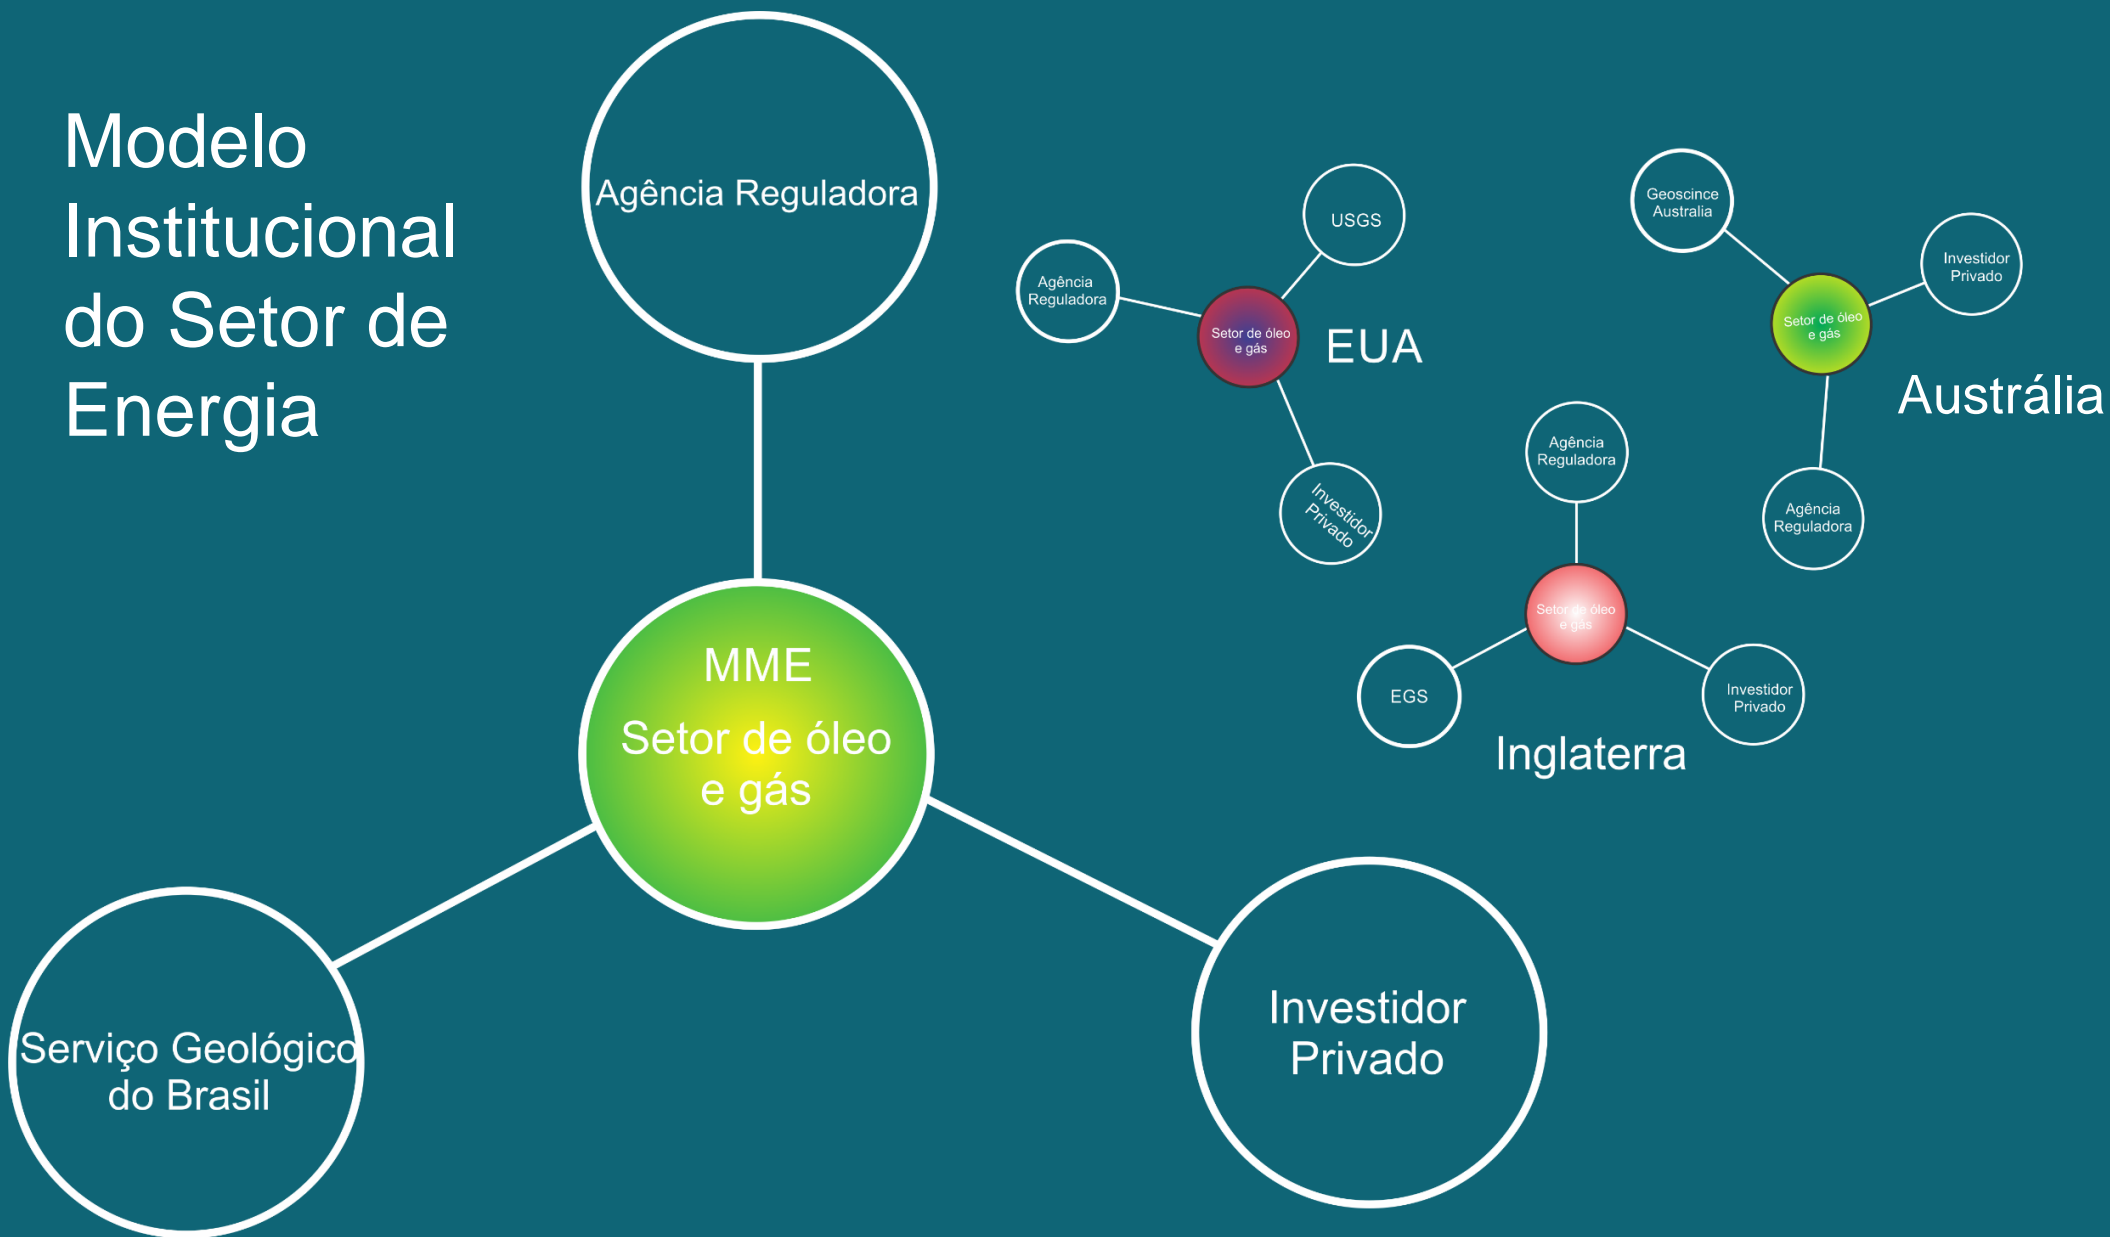 Modelo
Institucional
do Setor de
Energia
Agência Reguladora
MME
Setor de óleo
e gás
Serviço Geológico
do Brasil
Investidor
Privado
USGS
Agência
Reguladora
Setor de óleo
e gás
EUA
Investidor
Privado
Geoscince
Australia
Investidor
Privado
Setor de óleo
e gás
Austrália
Agência
Reguladora
Agência
Reguladora
Setor de óleo
e gás
EGS
Investidor
Privado
Inglaterra